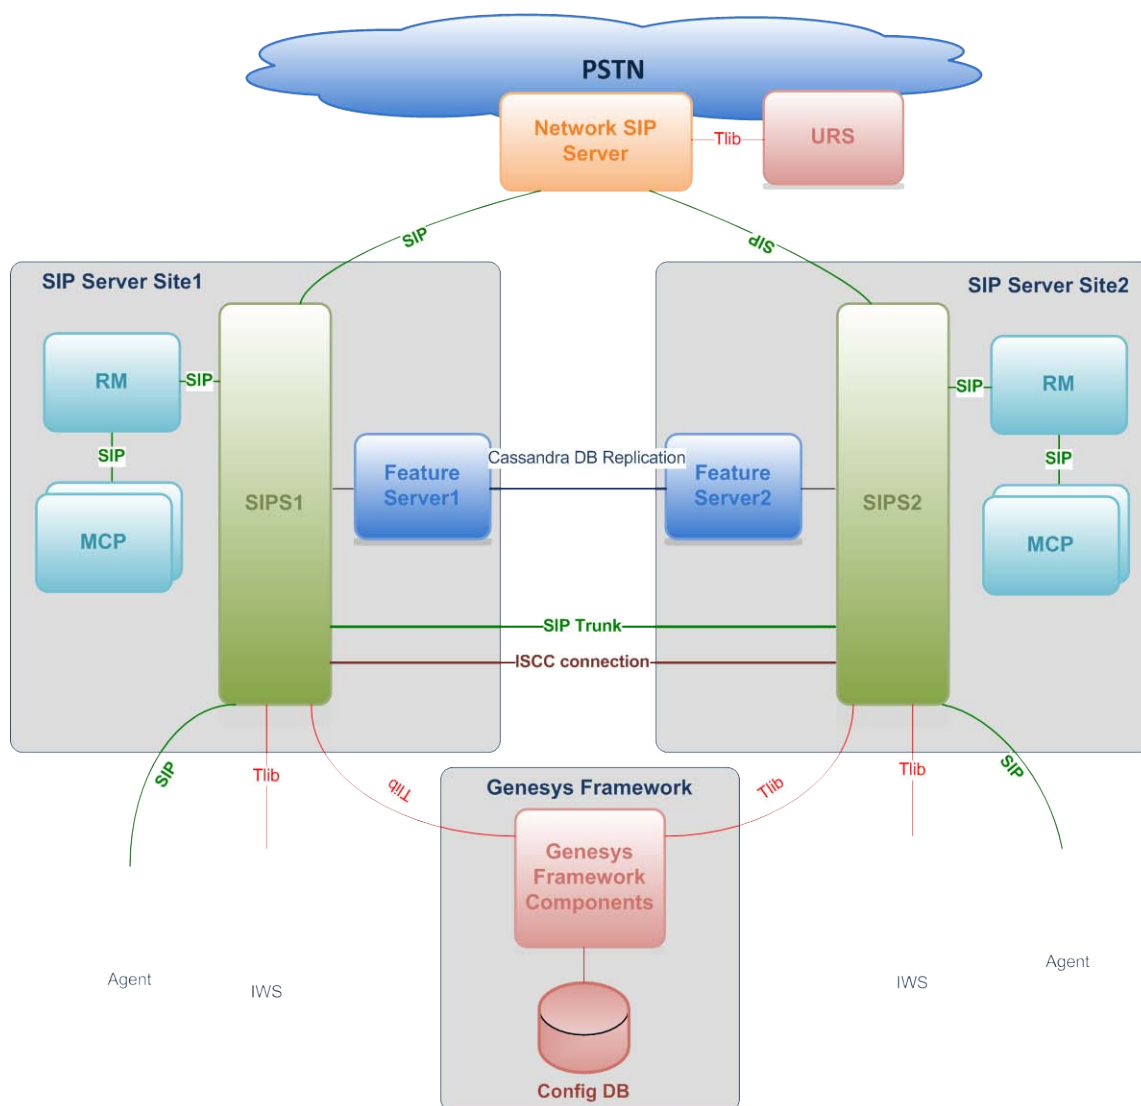 PSTN
Network SIP
Server
Tlib
URS
SIP
SIP
SIP Server Site1
SIP Server Site2
RM
SIP
SIP
MCP
SIPS1
Feature
Server1
Cassandra DB Replication
Feature
Server2
SIPS2
SIP
RM
SIP
MCP
SIP Trunk
ISCC connection
SIP
Tlib
Tlib
Tlib
Tlib
SIP
Genesys Framework
Genesys
Framework
Components
Agent
IWS
IWS
Agent
Config DB